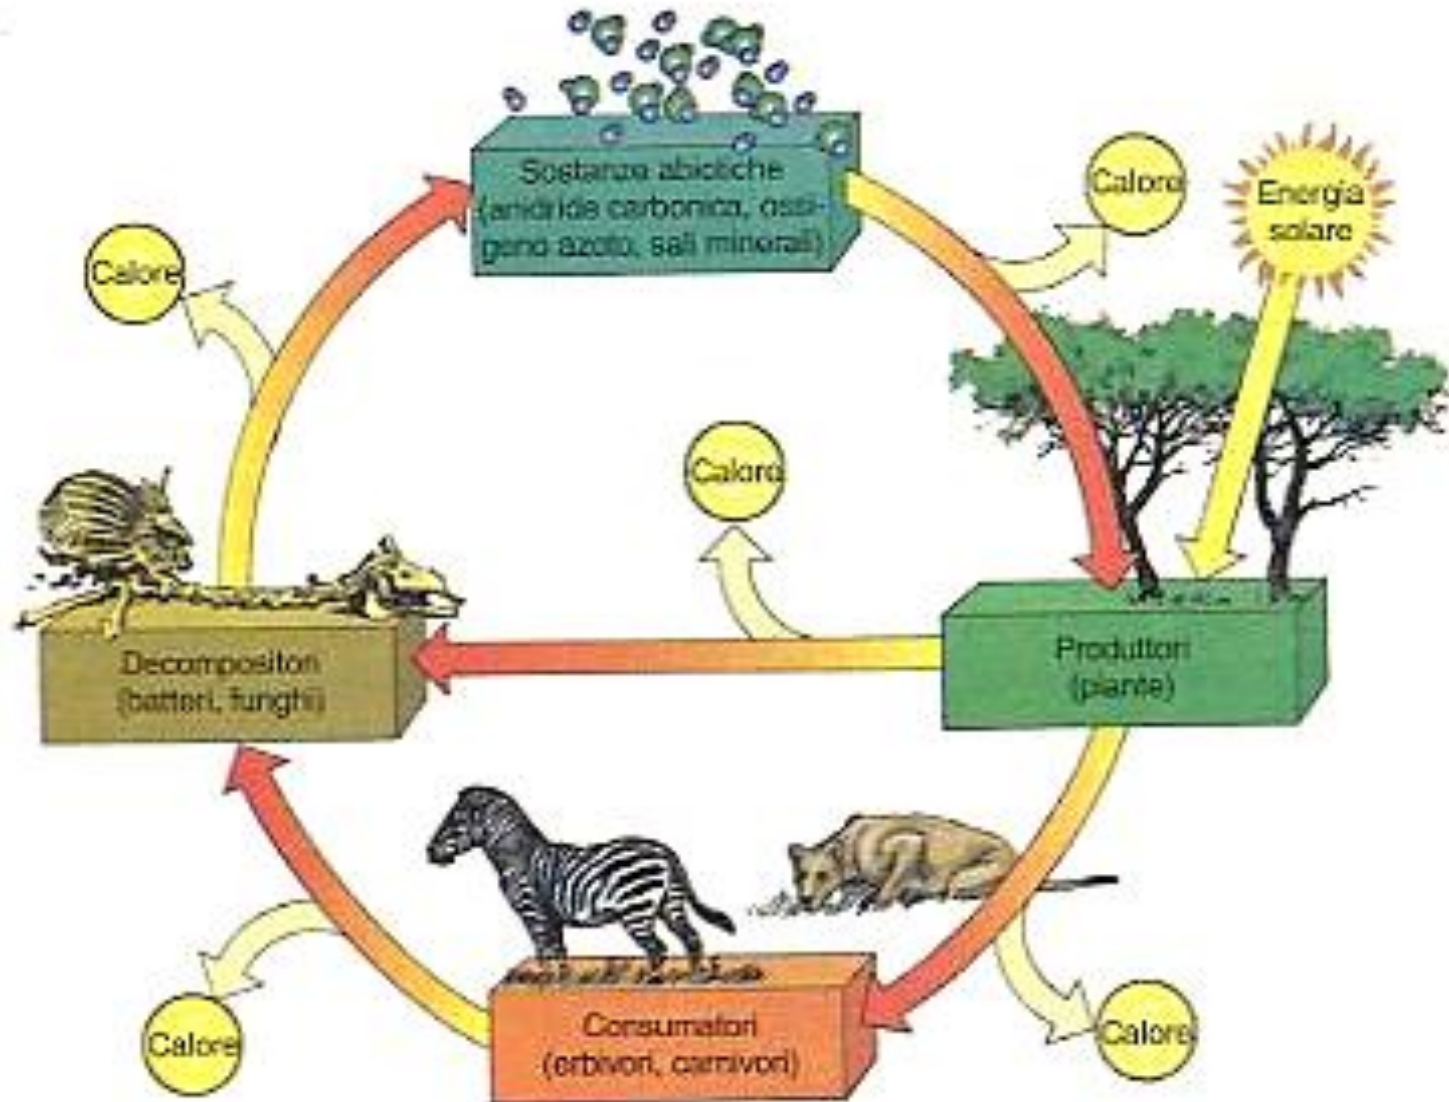 Sostanze abiotiche
(anidride carbonica, ossi-
geno azoto, sali minerali)
Calore
Energia
solare
Calore
Calore
Decompositori
(batteri, funghi)
Produttori
(piante)
Calore
Consumatori
(erbivori, carnivori)
Calore